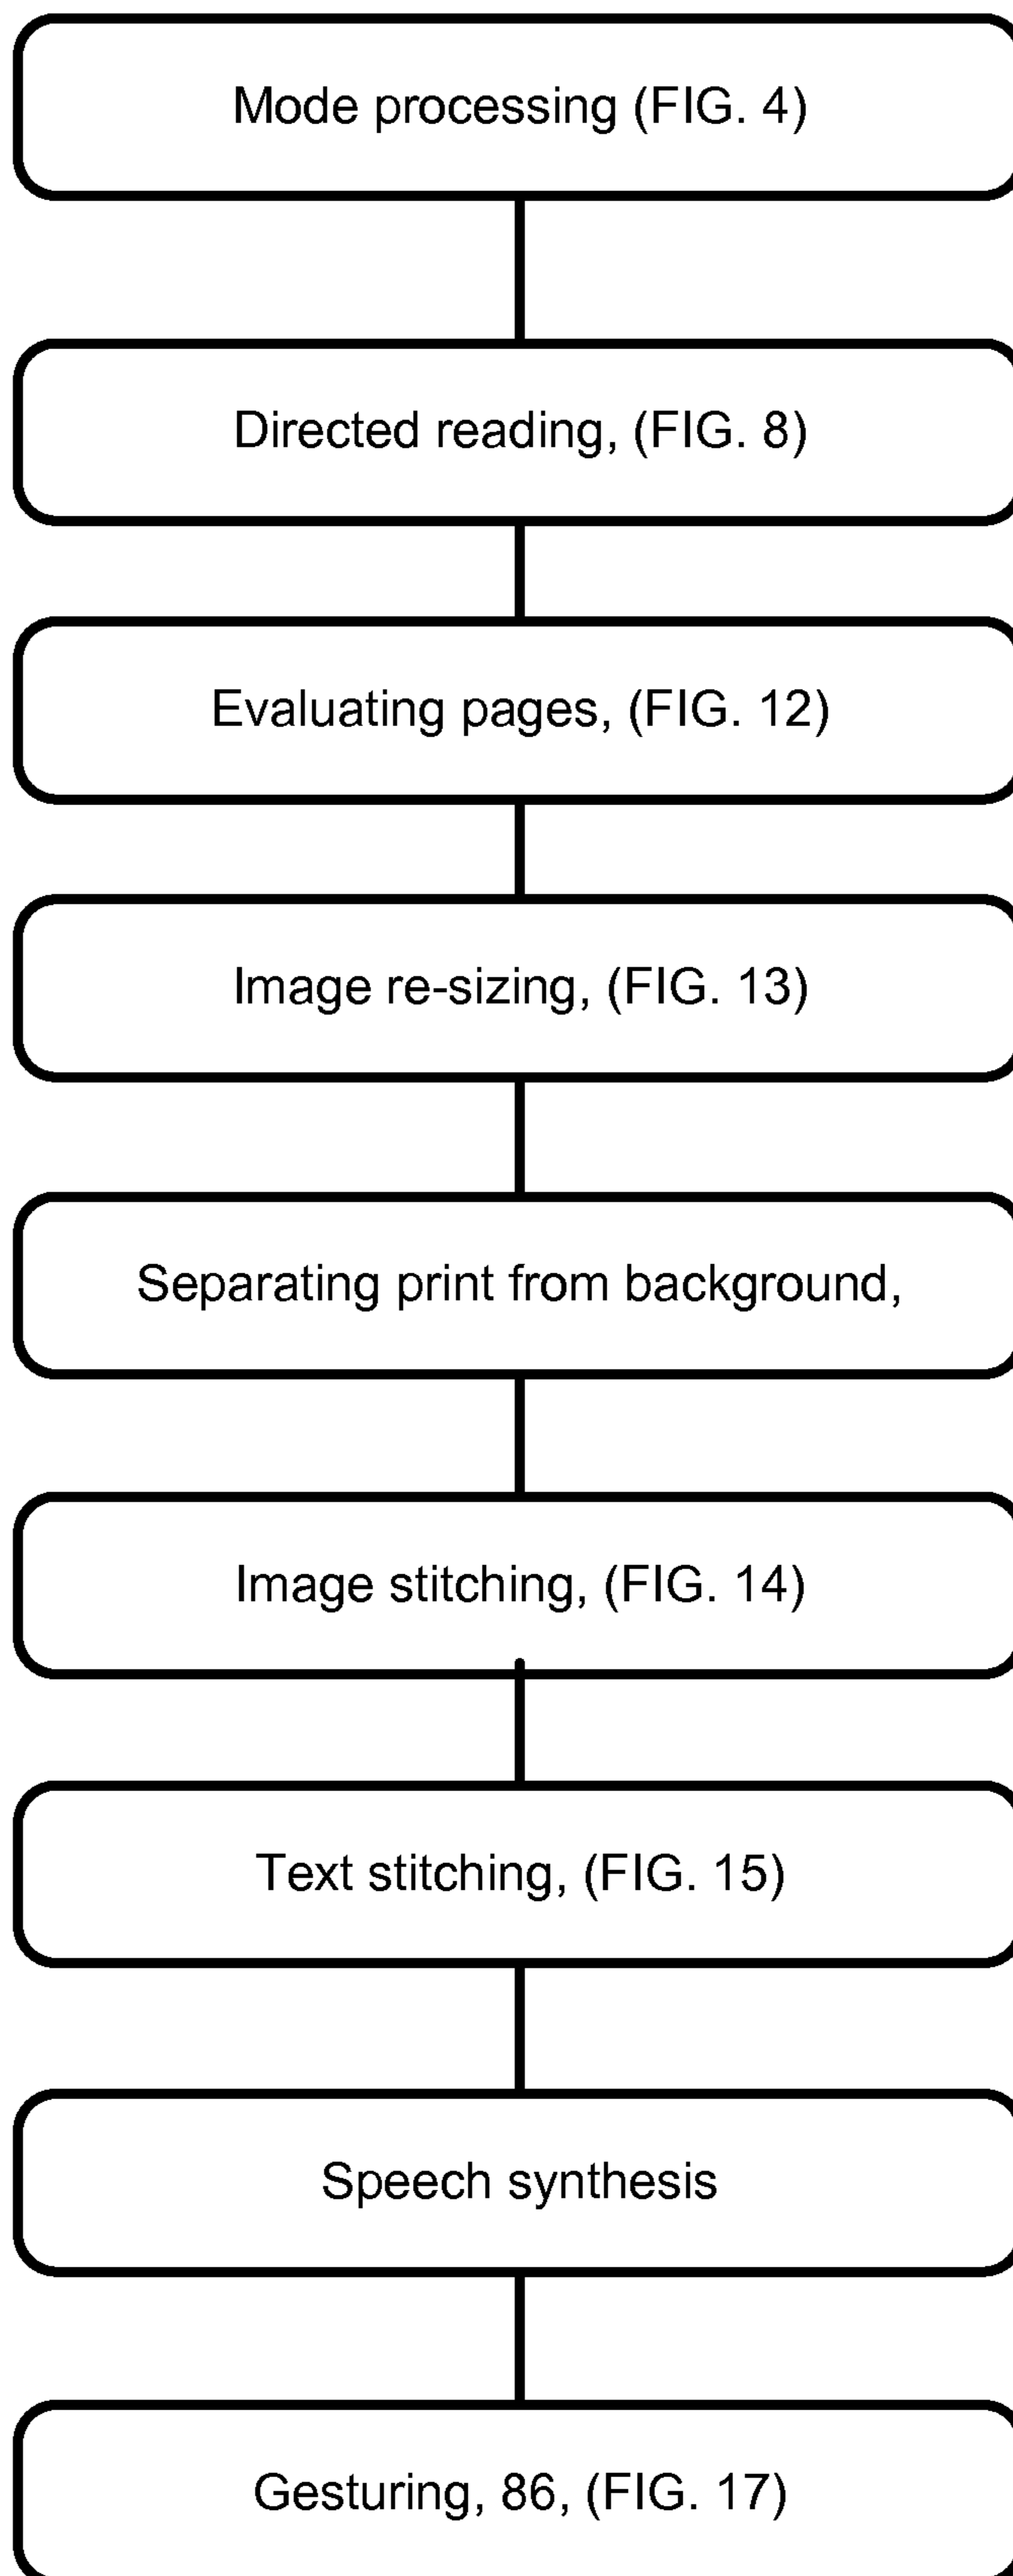 Mode processing (FIG. 4)
Directed reading, (FIG. 8)
Evaluating pages, (FIG. 12)
Image re-sizing, (FIG. 13)
Separating print from background,
Image stitching, (FIG. 14)
Text stitching, (FIG. 15)
Speech synthesis
Gesturing, 86, (FIG. 17)